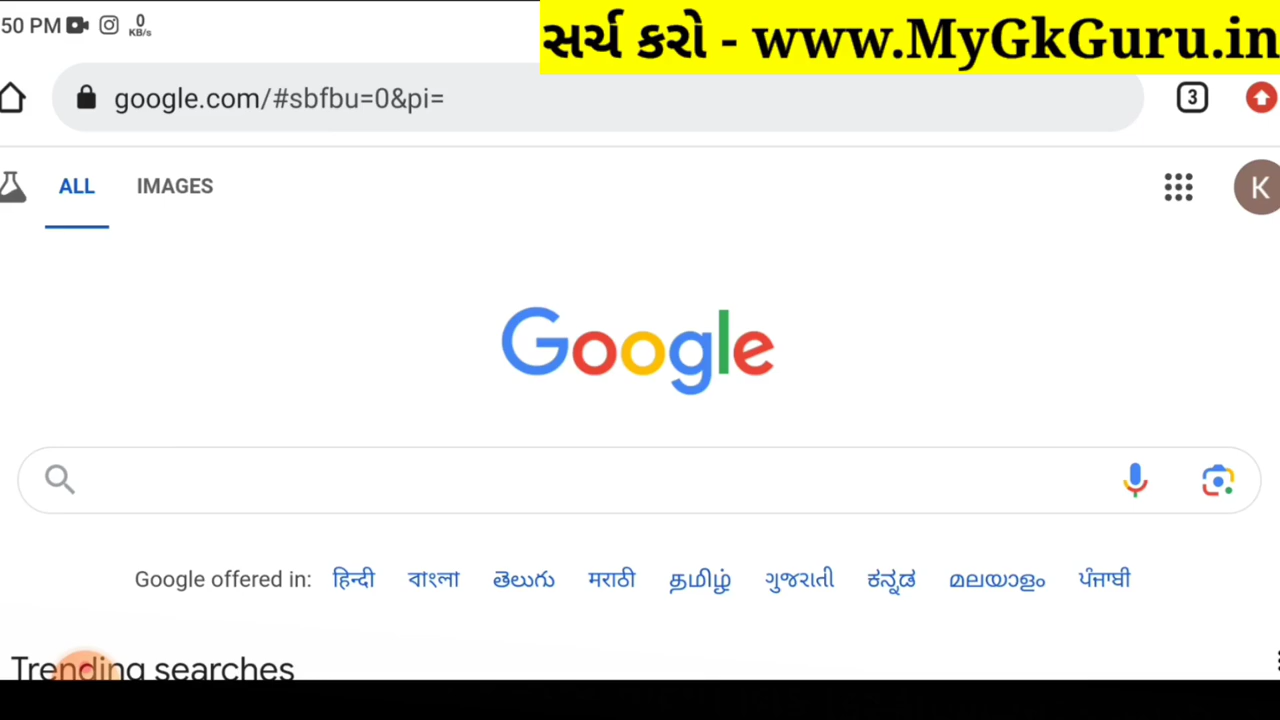 50 PM 0 KB/s
સર્ચ કરો - www.MyGkGuru.in
google.com/#sbfbu=0&pi=
3
ALL IMAGES
K
Google
Google offered in: हिन्दी বাংলা తెలుగు मराठी தமிழ் ગુજરાતી ಕನ್ನಡ മലയാളം ਪੰਜਾਬੀ
Trending searches